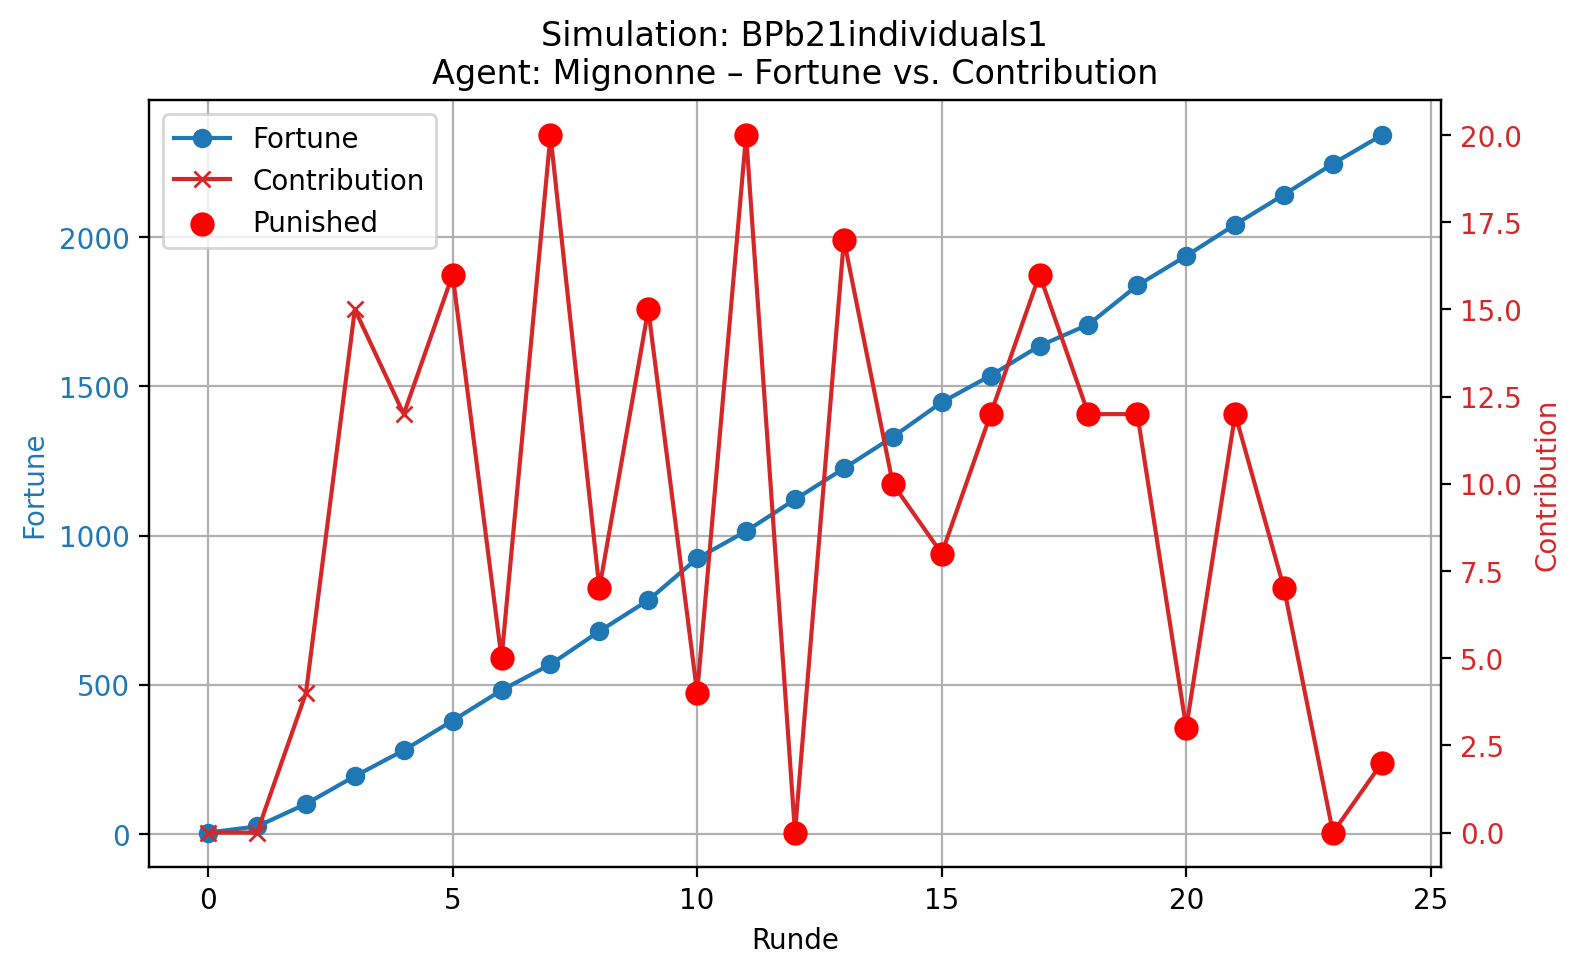 Simulation: BPb21individuals1
Agent: Mignonne – Fortune vs. Contribution
Fortune
Contribution
Punished
2000
1500
1000
500
0
Fortune
20.0
17.5
15.0
12.5
10.0
7.5
5.0
2.5
0.0
Contribution
0 5 10 15 20 25
Runde